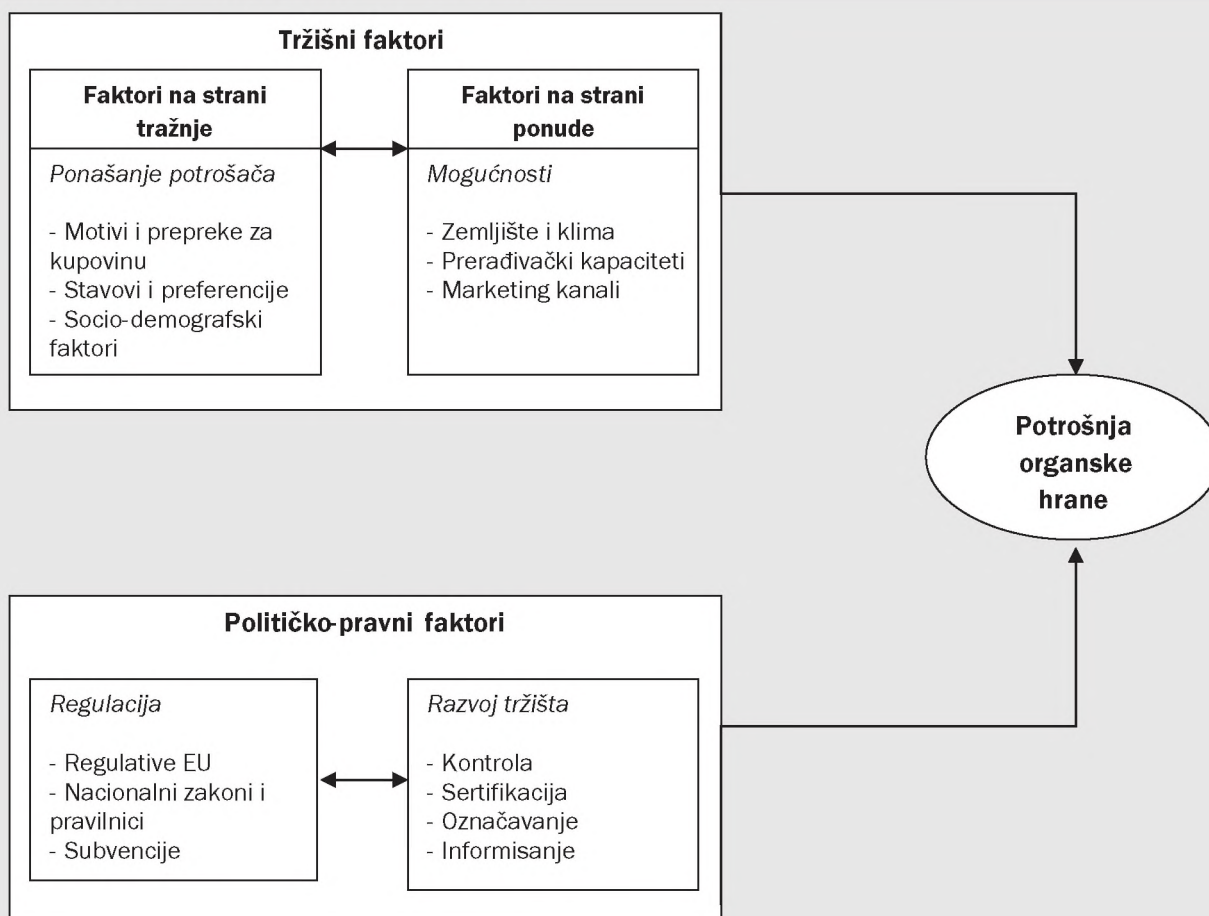 Tržišni faktori
Faktori na strani
tražnje
Ponašanje potrošača
- Motivi i prepreke za
kupovinu
- Stavovi i preferencije
- Socio-demografski
faktori
Faktori na strani
ponude
Mogućnosti
- Zemljište i klima
- Prerađivački kapaciteti
- Marketing kanali
Potrošnja
organske
hrane
Političko-pravni faktori
Regulacija
- Regulative EU
- Nacionalni zakoni i
pravilnici
- Subvencije
Razvoj tržišta
- Kontrola
- Sertifikacija
- Označavanje
- Informisanje